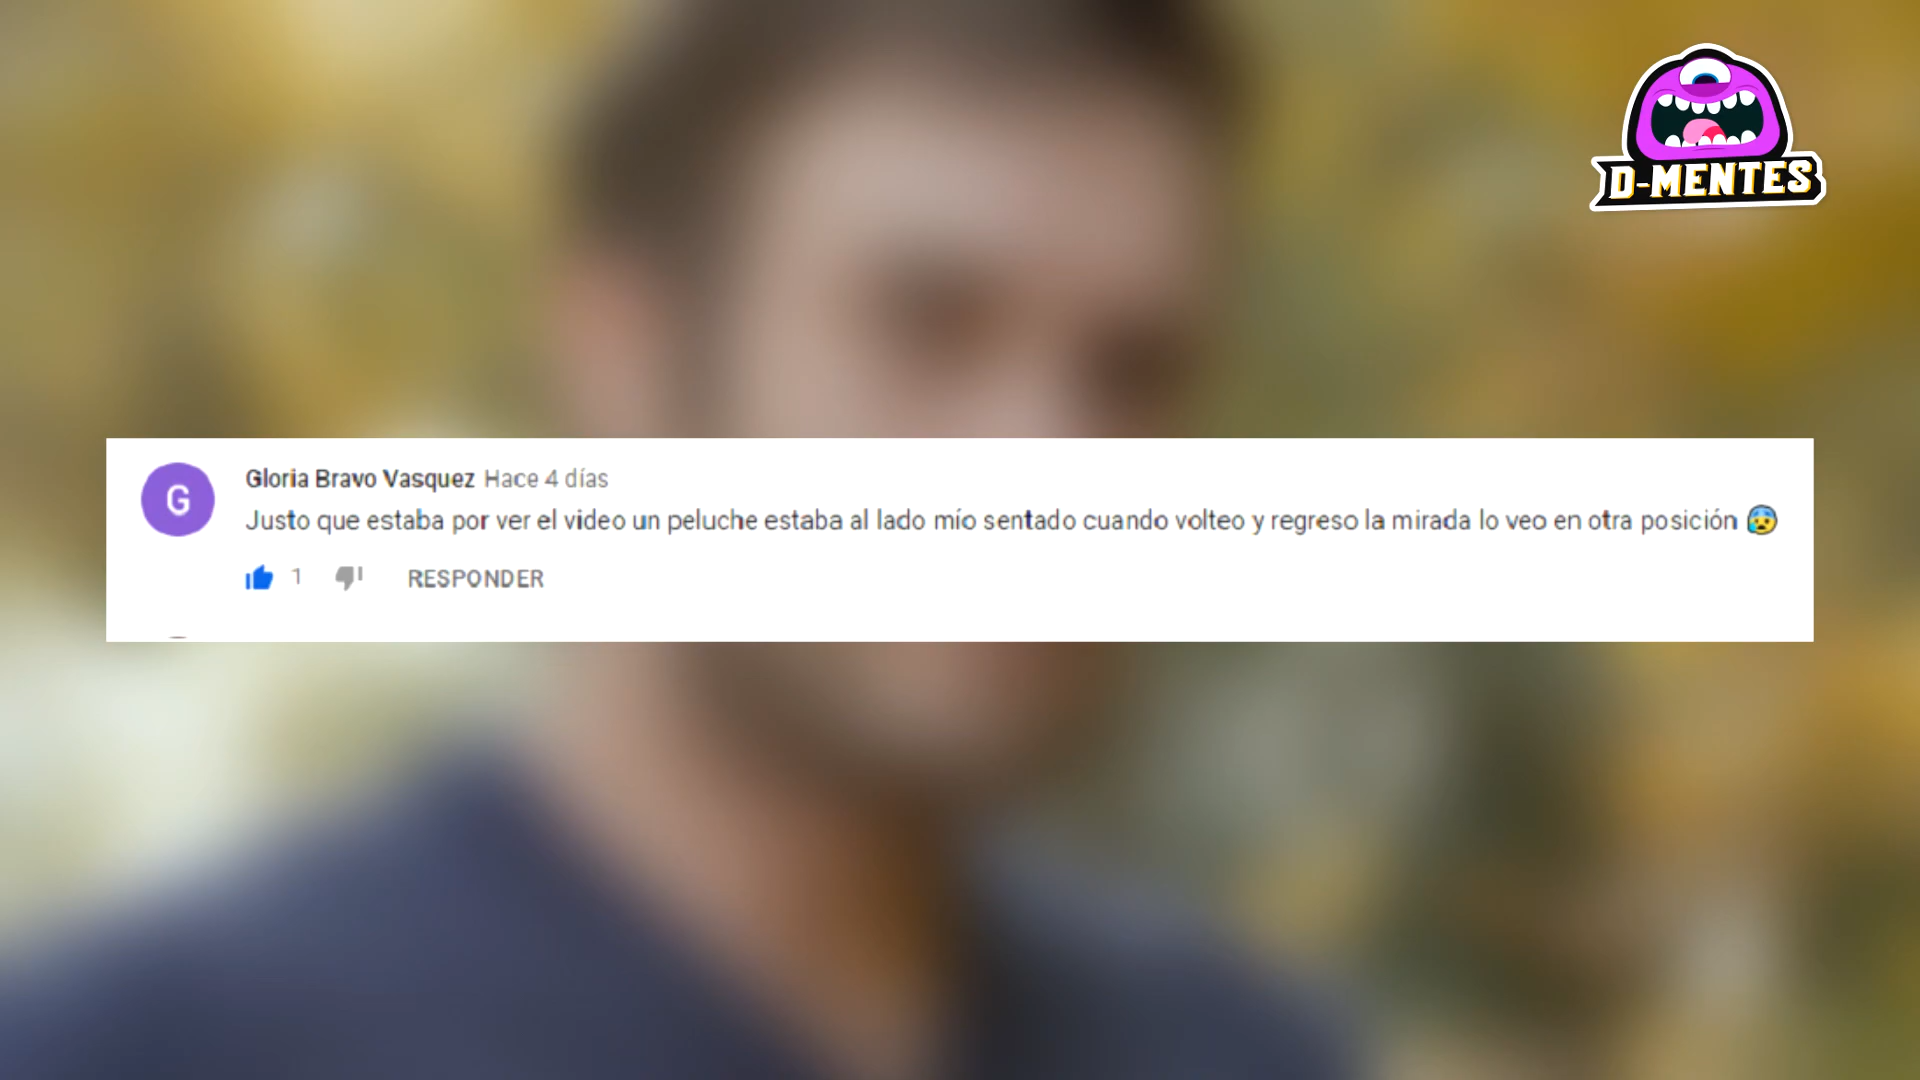 D-MENTES
G
Gloria Bravo Vasquez Hace 4 días
Justo que estaba por ver el video un peluche estaba al lado mío sentado cuando volteo y regreso la mirada lo veo en otra posición 😰
1 RESPONDER